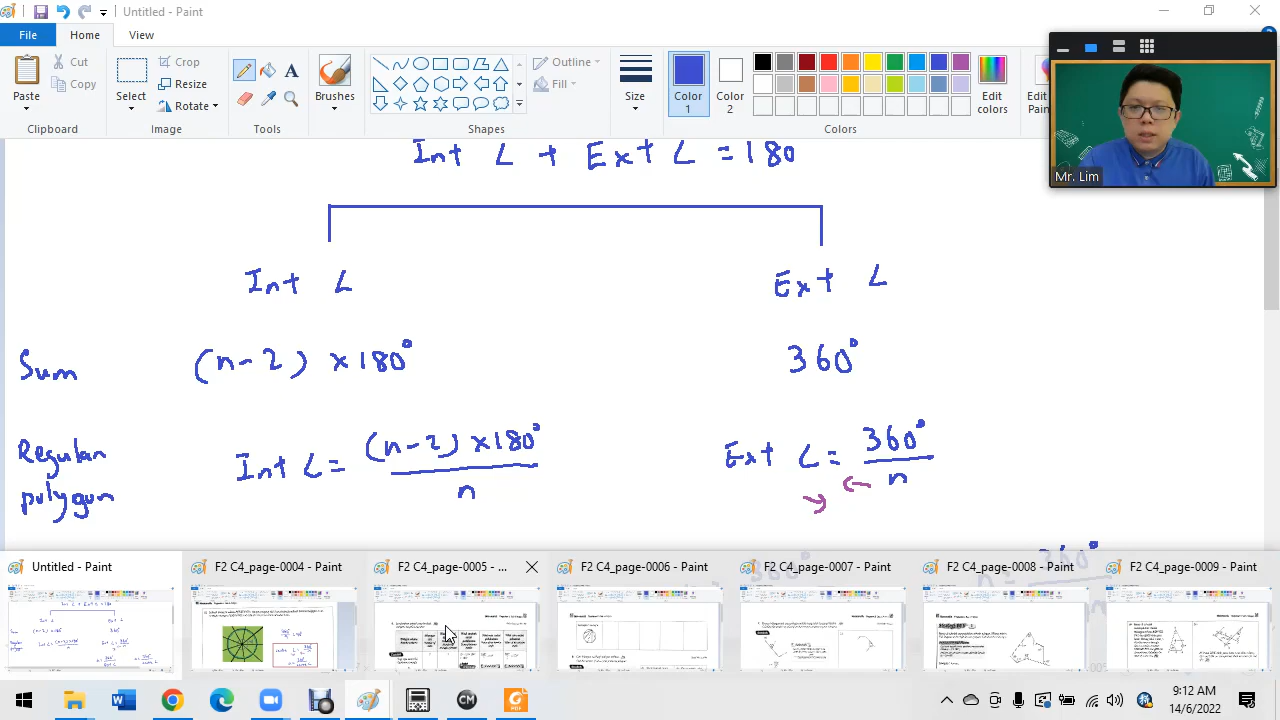 Untitled - Paint
File Home View
Paste
Cut
Copy
Clipboard
Select
Crop
Resize
Rotate
Image
Tools
Brushes
Shapes
Outline
Fill
Size
Color 1
Color 2
Edit colors
Colors
Edit
Pain
Mr. Lim
Int ∠ + Ext ∠ = 180
Int ∠
Ext ∠
Sum (n-2) × 180° 360°
Regular polygon
Int ∠ = (n-2) × 180° / n
Ext ∠ = 360° / n
360°
Untitled - Paint
F2 C4_page-0004 - Paint
F2 C4_page-0005 - ...
F2 C4_page-0006 - Paint
F2 C4_page-0007 - Paint
F2 C4_page-0008 - Paint
F2 C4_page-0009 - Paint
9:12 AM
14/6/2022